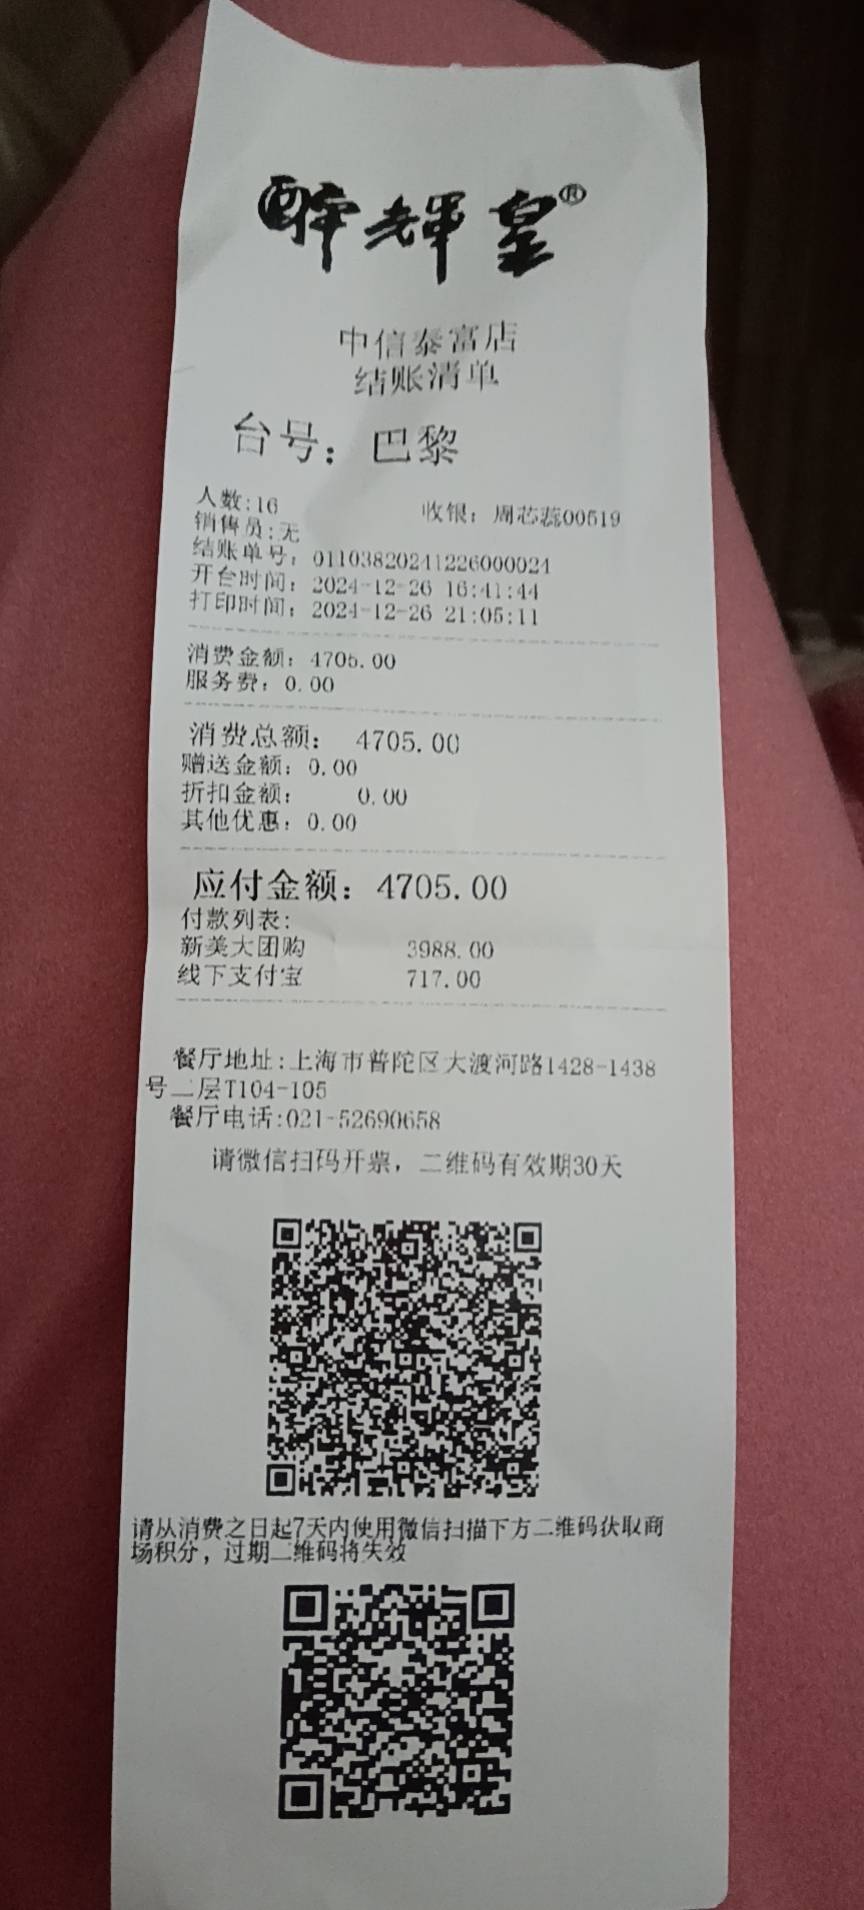 醉輝皇®
中信泰富店
结账清单
台号：巴黎
人数:16
收银：周芯蕊00519
销售员:无
结账单号：01103820241226000024
开台时间：2024-12-26 16:41:44
打印时间：2024-12-26 21:05:11
消费金额：4705.00
服务费：0.00
消费总额： 4705.00
赠送金额：0.00
折扣金额： 0.00
其他优惠：0.00
应付金额：4705.00
付款列表:
新美大团购 3988.00
线下支付宝 717.00
餐厅地址:上海市普陀区大渡河路1428-1438
号二层T104-105
餐厅电话:021-52690658
请微信扫码开票，二维码有效期30天
请从消费之日起7天内使用微信扫描下方二维码获取商
场积分，过期二维码将失效